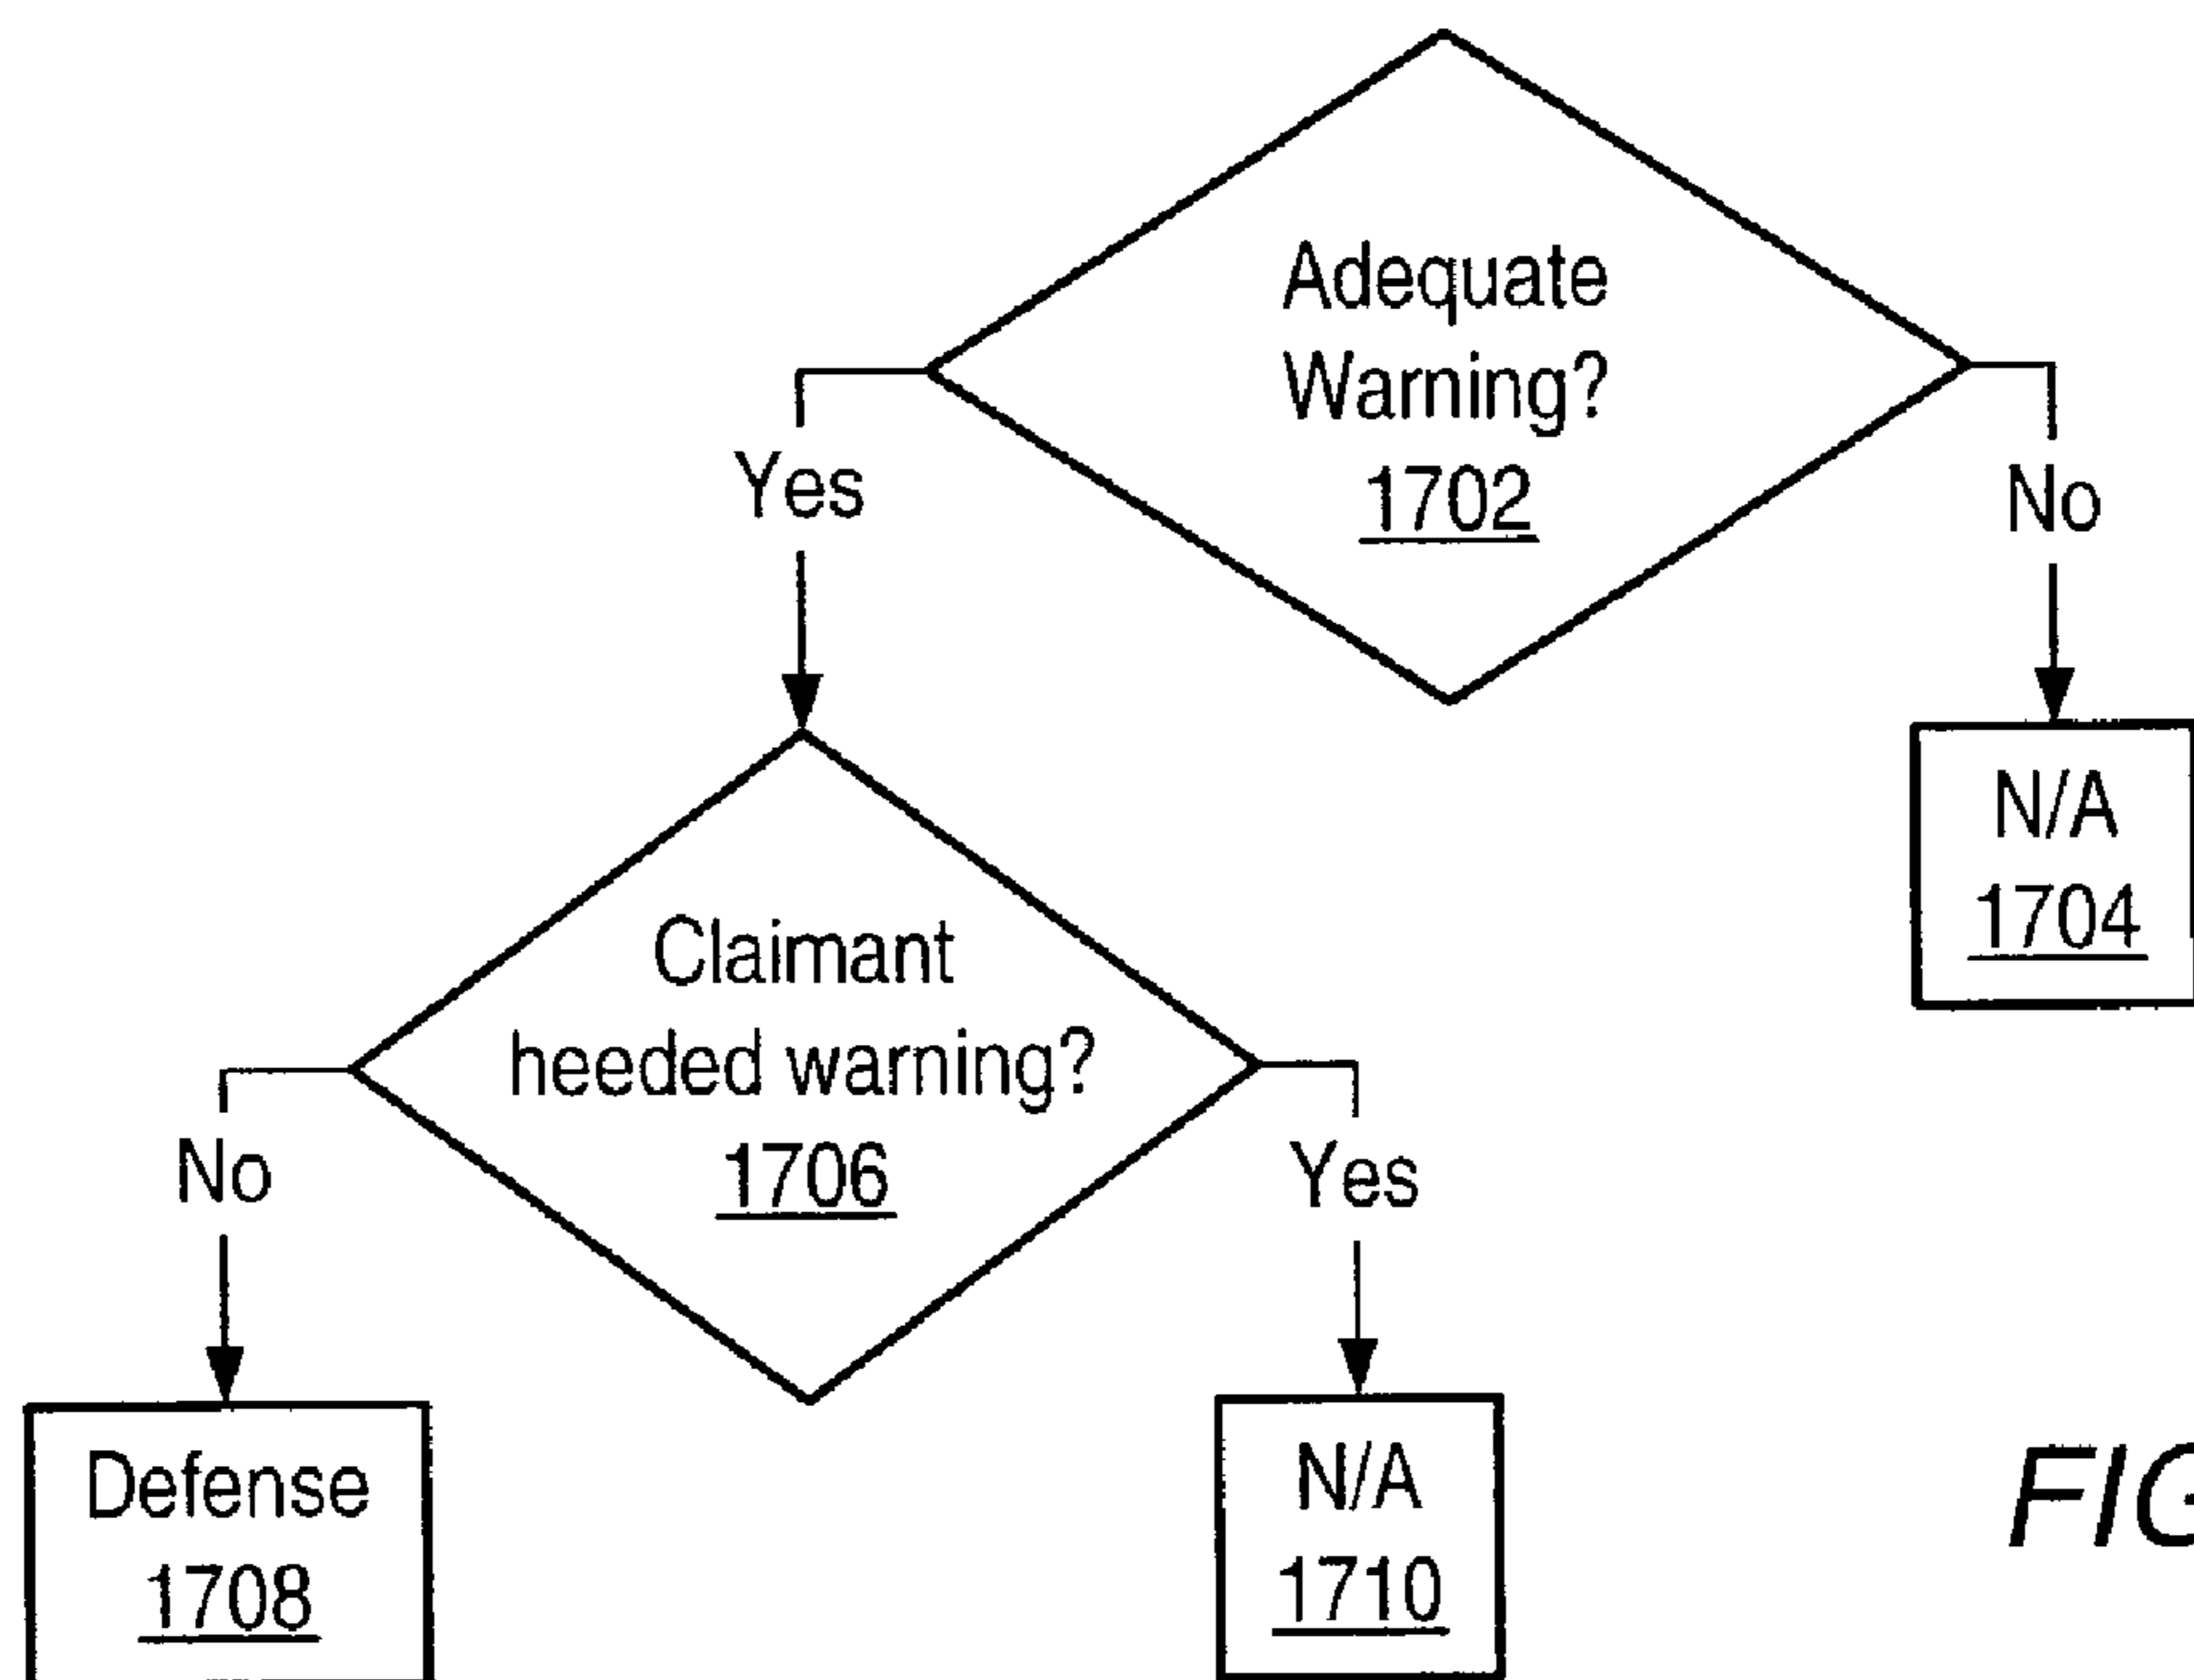 Adequate
Warning?
1702
Yes
No
N/A
1704
Claimant
heeded warning?
1706
No
Yes
Defense
1708
N/A
1710